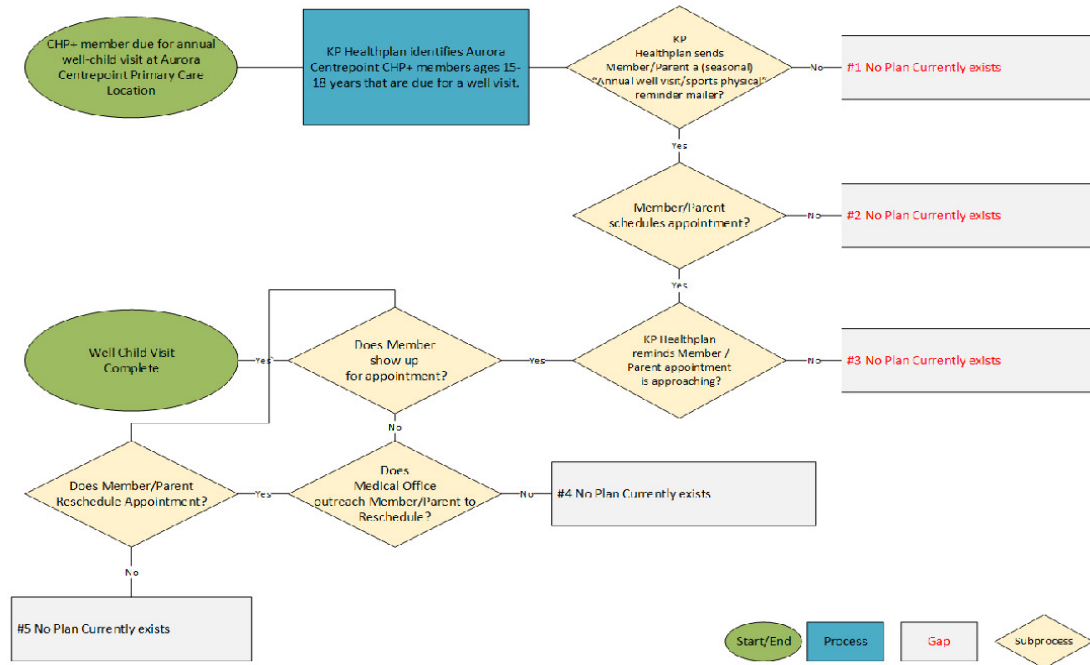 CHP+ member due for annual
well-child visit at Aurora
Centrepoint Primary Care
Location
KP Healthplan identifies Aurora
Centrepoint CHP+ members ages 15-
18 years that are due for a well visit.
KP
Healthplan sends
Member/Parent a (seasonal)
"Annual well visit/sports physical"
reminder mailer?
No
#1 No Plan Currently exists
Yes
Member/Parent
schedules appointment?
No
#2 No Plan Currently exists
Yes
Well Child Visit
Complete
Yes
Does Member
show up
for appointment?
Yes
KP Healthplan
reminds Member /
Parent appointment
is approaching?
No
#3 No Plan Currently exists
No
Does Member/Parent
Reschedule Appointment?
Yes
Does
Medical Office
outreach Member/Parent to
Reschedule?
No
#4 No Plan Currently exists
No
#5 No Plan Currently exists
Start/End
Process
Gap
Subprocess